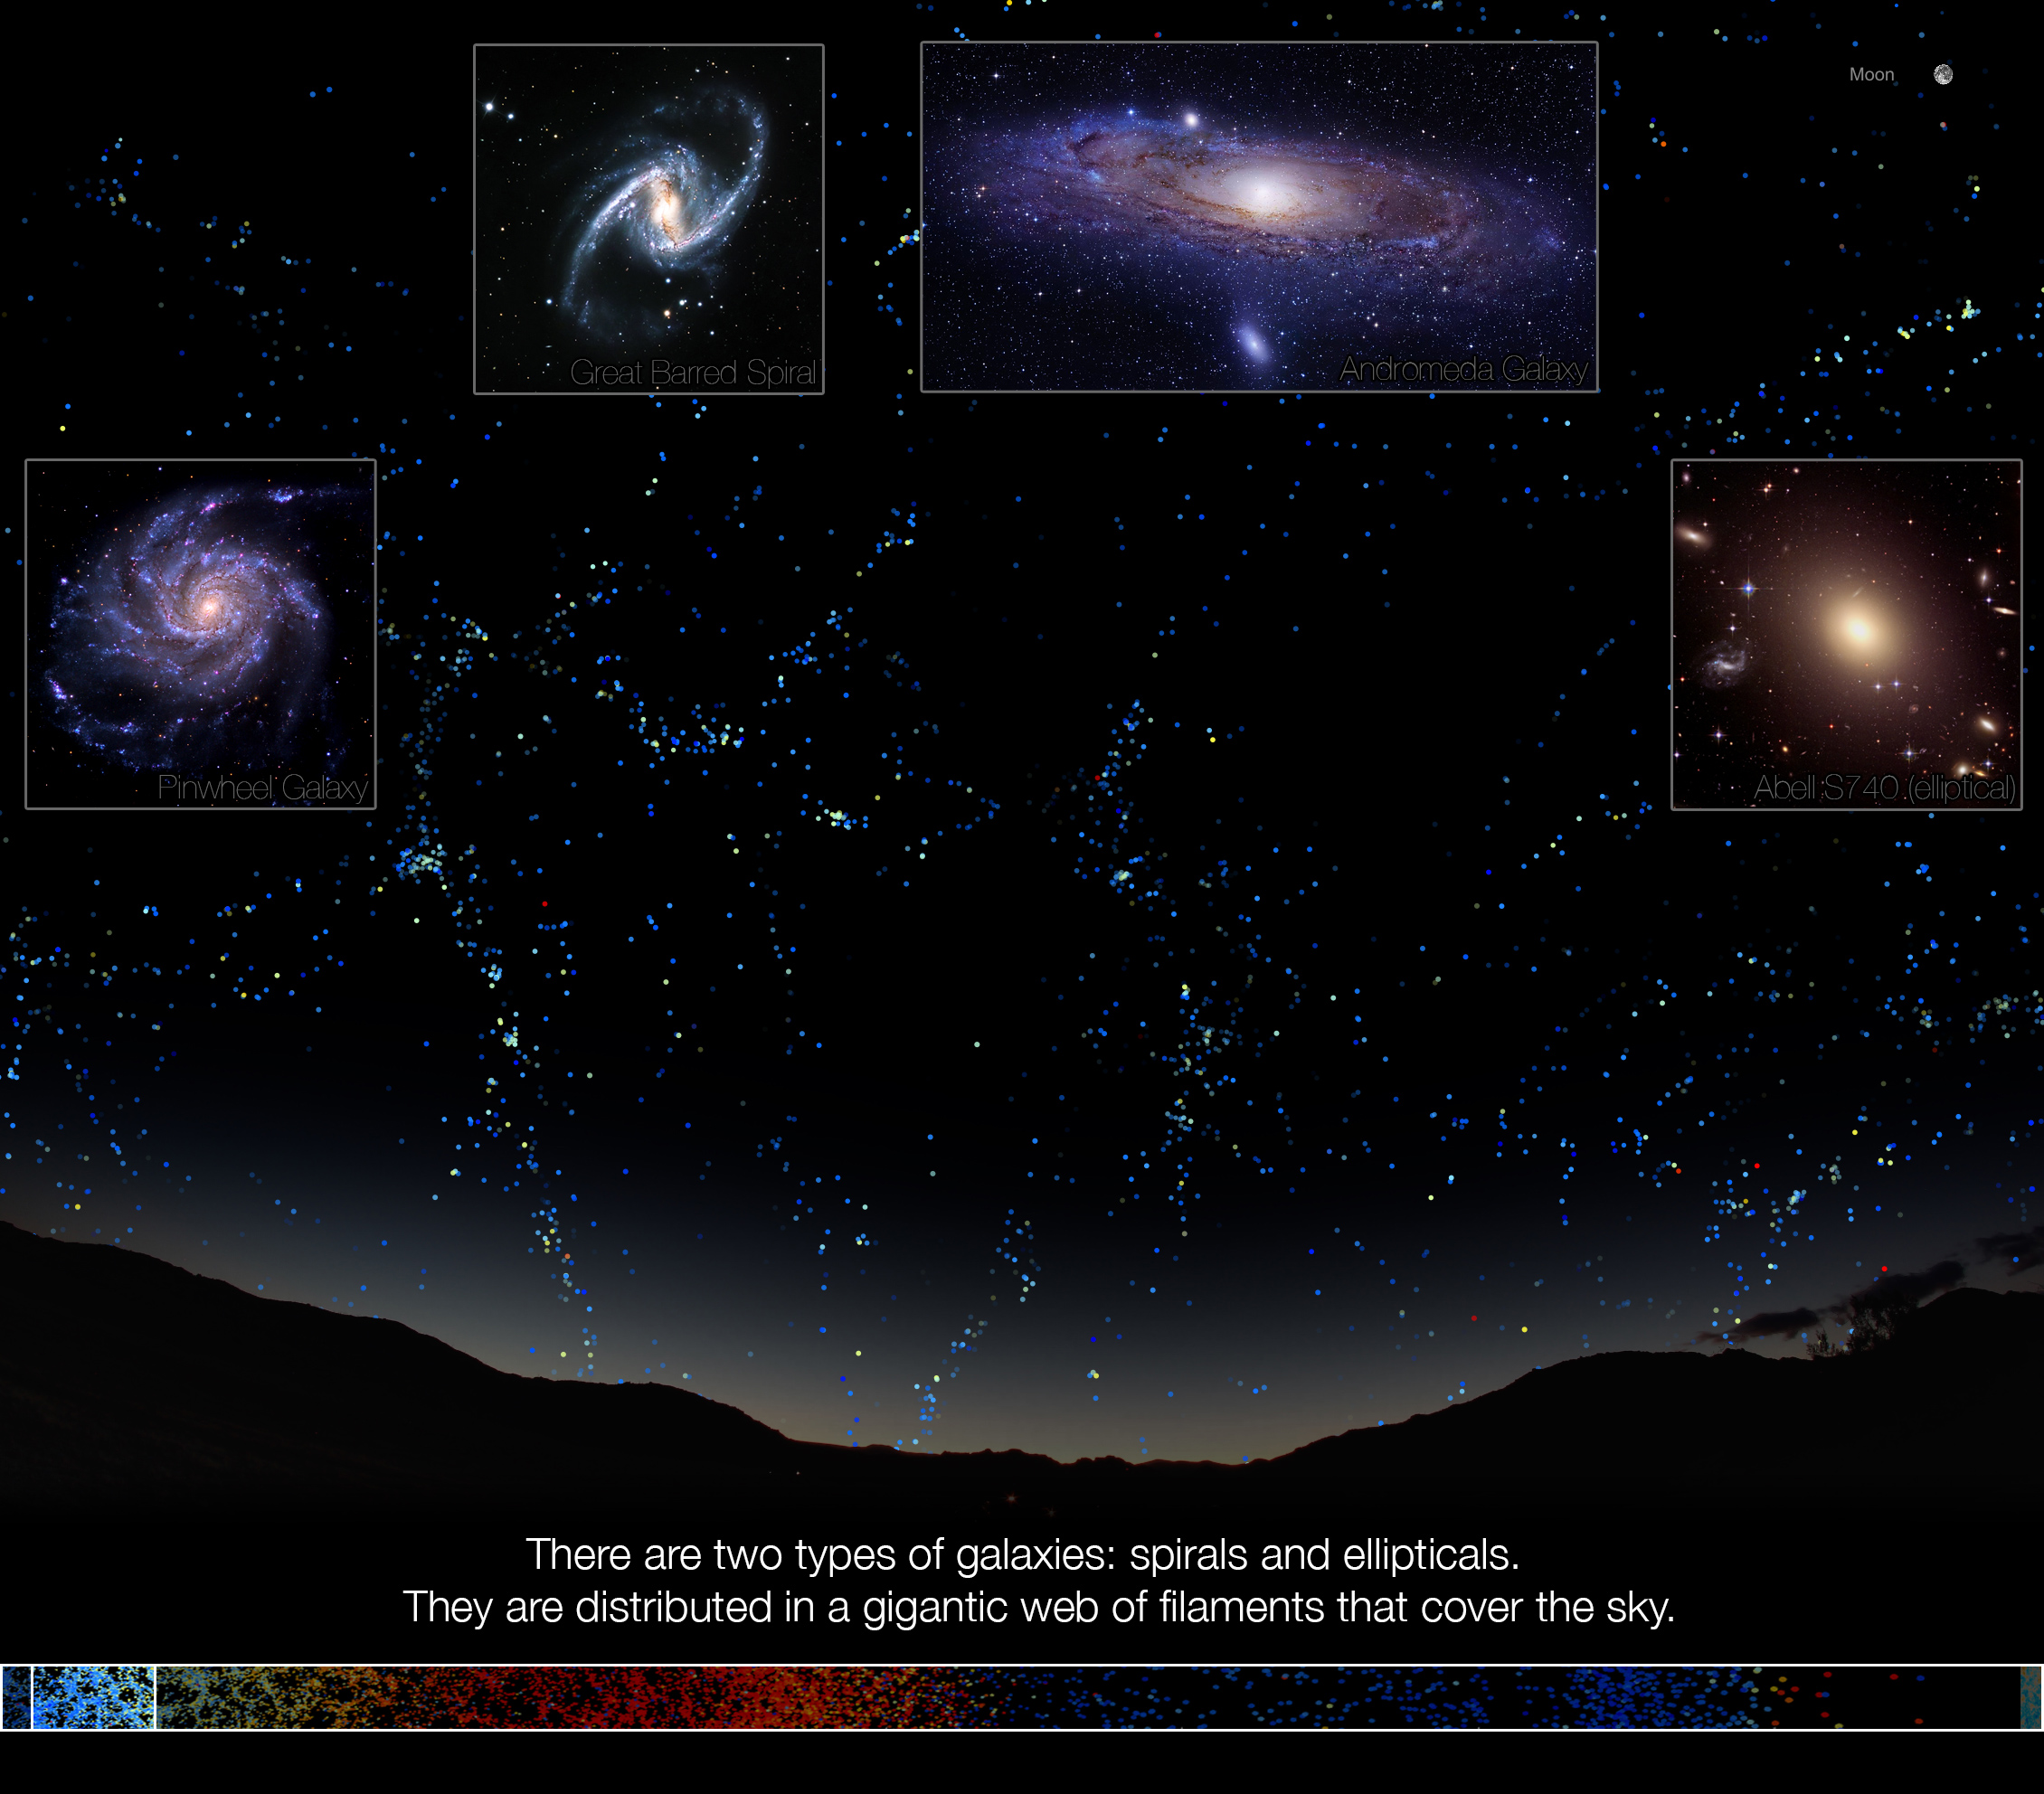 Moon
Great Barred Spiral
Andromeda Galaxy
Pinwheel Galaxy
Abell S740 (elliptical)
There are two types of galaxies: spirals and ellipticals.
They are distributed in a gigantic web of filaments that cover the sky.